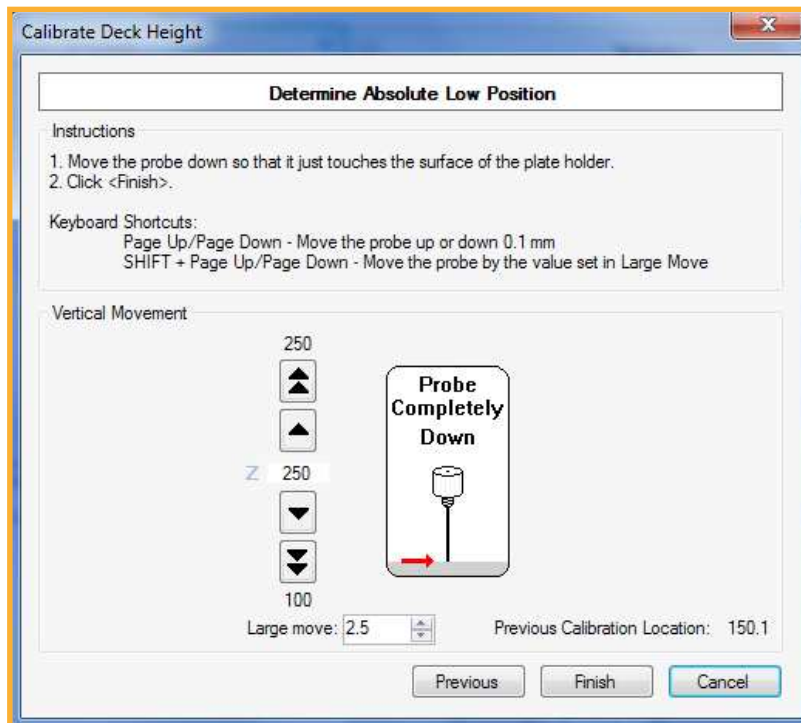 Calibrate Deck Height
Determine Absolute Low Position
Instructions
1. Move the probe down so that it just touches the surface of the plate holder.
2. Click <Finish>.
Keyboard Shortcuts:
Page Up/Page Down - Move the probe up or down 0.1 mm
SHIFT + Page Up/Page Down - Move the probe by the value set in Large Move
Vertical Movement
250
Probe
Completely
Down
Z 250
100
Large move: 2.5 Previous Calibration Location: 150.1
Previous Finish Cancel